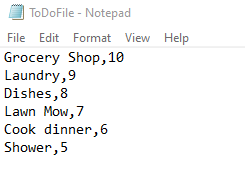 ToDoFile - Notepad
File Edit Format View Help
Grocery Shop,10
Laundry,9
Dishes,8
Lawn Mow,7
Cook dinner,6
Shower,5